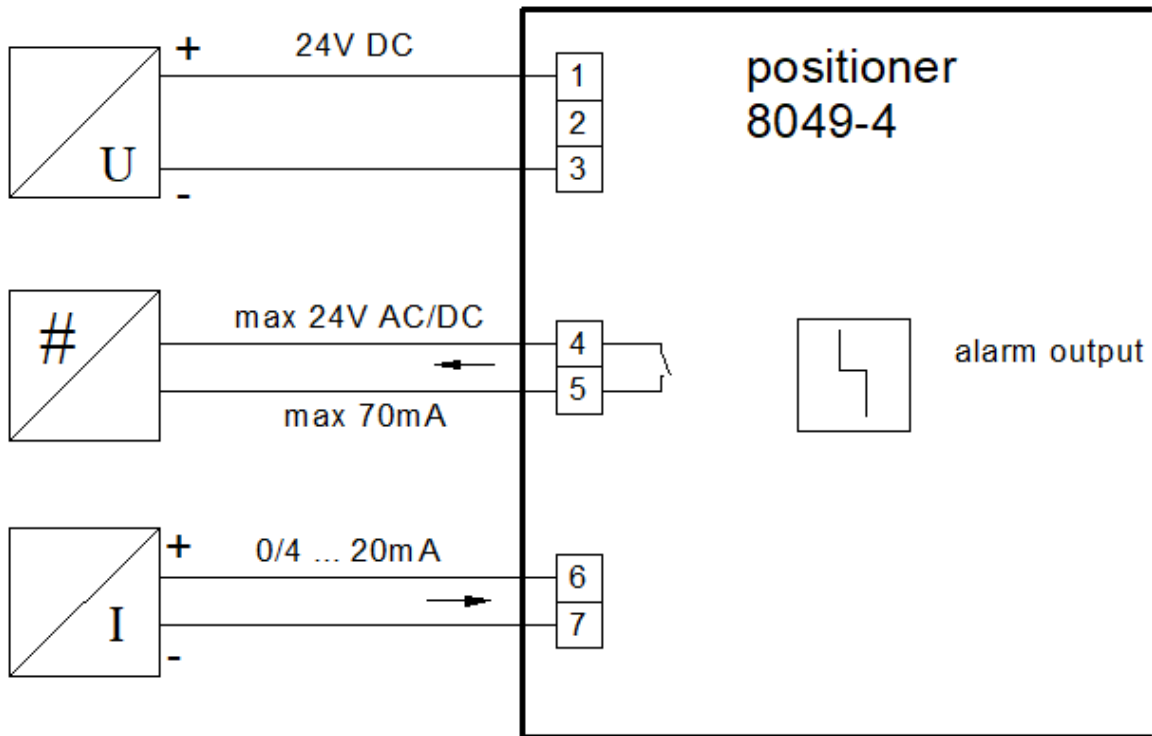 +
24V DC
U
-
1
2
3
positioner
8049-4
#
max 24V AC/DC
max 70mA
4
5
alarm output
+
0/4 ... 20mA
I
-
6
7